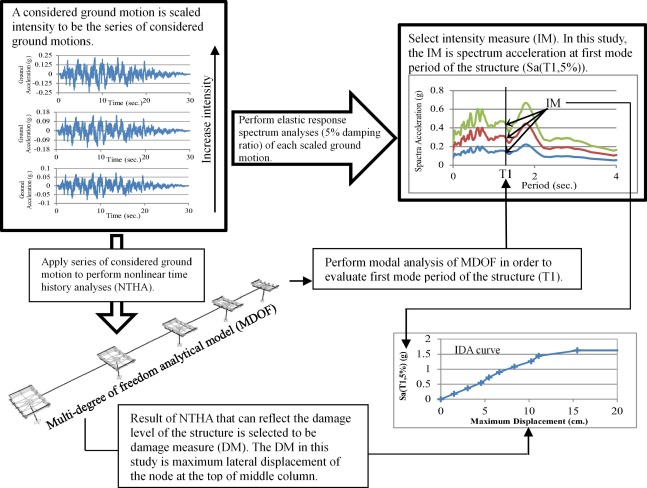 A considered ground motion is scaled
intensity to be the series of considered
ground motions.
Ground
Acceleration (g.)
0.25
0.125
0
-0.125
-0.25
0 10 20 30
Time (sec.)
Ground
Acceleration (g.)
0.18
0.09
0
-0.09
-0.18
0 10 20 30
Time (sec.)
Ground
Acceleration (g.)
0.1
0.05
0
-0.05
-0.1
0 10 20 30
Time (sec.)
Increase intensity
Perform elastic response
spectrum analyses (5% damping
ratio) of each scaled ground
motion.
Select intensity measure (IM). In this study,
the IM is spectrum acceleration at first mode
period of the structure (Sa(T1,5%)).
Spactra Acceleration (g)
0.8
0.6
0.4
0.2
0
IM
0 T1 2 4
Period (sec.)
Apply series of considered ground
motion to perform nonlinear time
history analyses (NTHA).
Perform modal analysis of MDOF in order to
evaluate first mode period of the structure (T1).
Multi-degree of freedom analytical model (MDOF)
Sa(T1,5%) (g)
2
1.5
1
0.5
0
IDA curve
0 5 10 15 20
Maximum Displacement (cm.)
Result of NTHA that can reflect the damage
level of the structure is selected to be
damage measure (DM). The DM in this
study is maximum lateral displacement of
the node at the top of middle column.